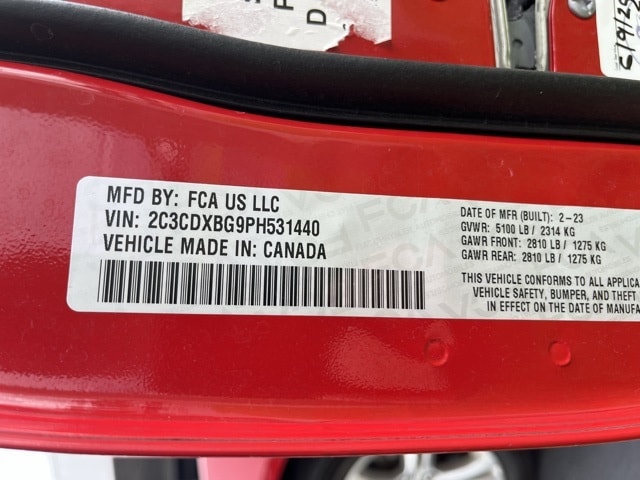 MFD BY: FCA US LLC
VIN: 2C3CDXBG9PH531440
VEHICLE MADE IN: CANADA
DATE OF MFR (BUILT): 2-23
GVWR: 5100 LB / 2314 KG
GAWR FRONT: 2810 LB / 1275 KG
GAWR REAR: 2810 LB / 1275 KG
THIS VEHICLE CONFORMS TO ALL
VEHICLE SAFETY, BUMPER, AND THEFT
IN EFFECT ON THE DATE OF